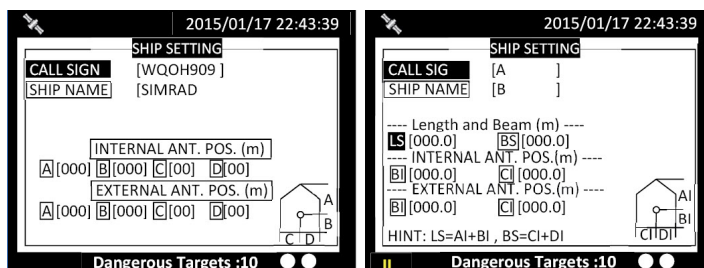 2015/01/17 22:43:39
SHIP SETTING
CALL SIGN [WQOH909 ]
SHIP NAME [SIMRAD
INTERNAL ANT. POS. (m)
A [000] B [000] C [00] D [00]
EXTERNAL ANT. POS. (m)
A [000] B [000] C [00] D [00]
A
B
C D
Dangerous Targets :10
2015/01/17 22:43:39
SHIP SETTING
CALL SIG [A ]
SHIP NAME [B ]
---- Length and Beam (m) ----
LS [000.0] BS [000.0]
---- INTERNAL ANT. POS.(m) ----
BI [000.0] CI [000.0]
---- EXTERNAL ANT. POS.(m) ----
BI [000.0] CI [000.0]
AI
BI
CI DI
HINT: LS=AI+BI , BS=CI+DI
Dangerous Targets :10